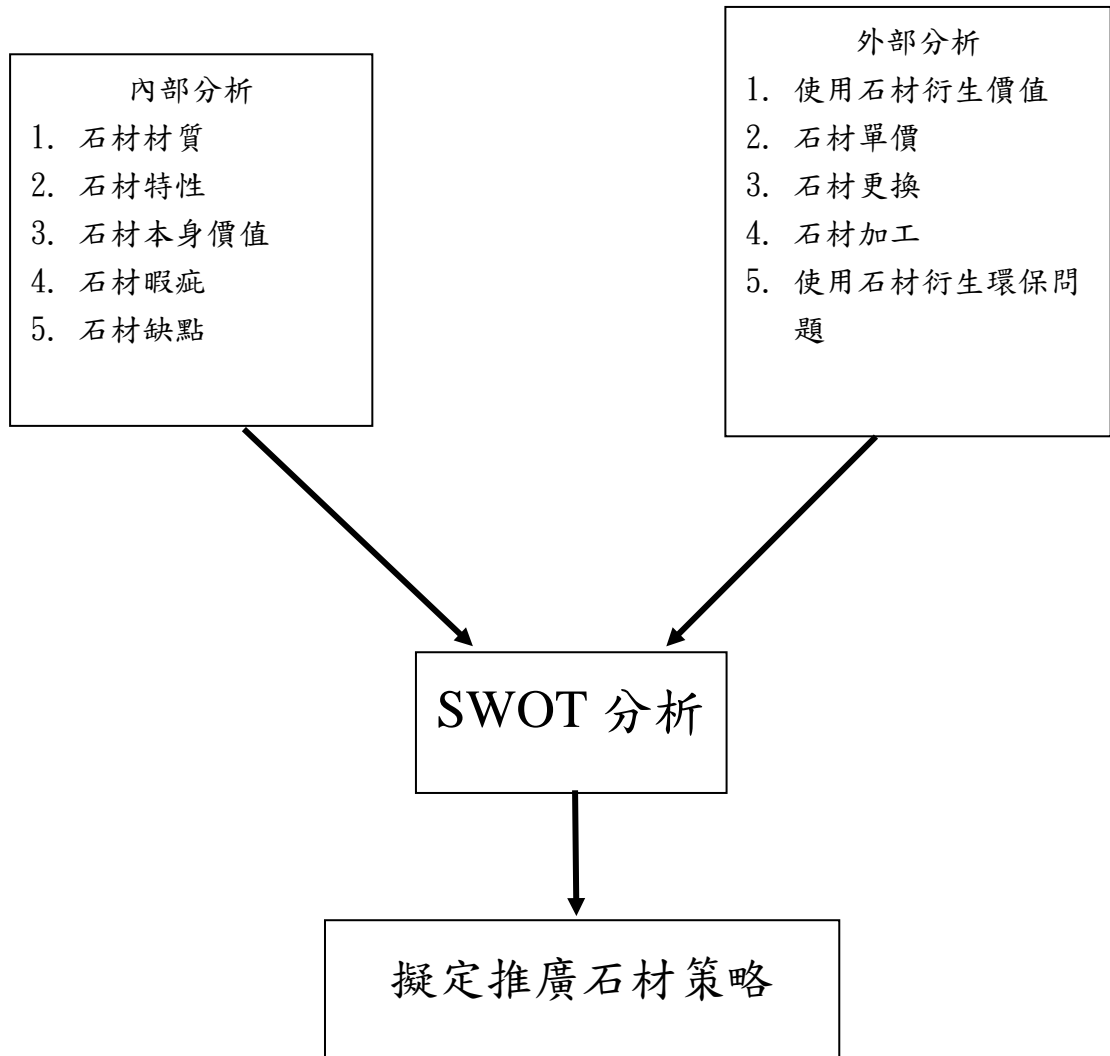 內部分析
1. 石材材質
2. 石材特性
3. 石材本身價值
4. 石材暇疵
5. 石材缺點
外部分析
1. 使用石材衍生價值
2. 石材單價
3. 石材更換
4. 石材加工
5. 使用石材衍生環保問
題
SWOT 分析
擬定推廣石材策略